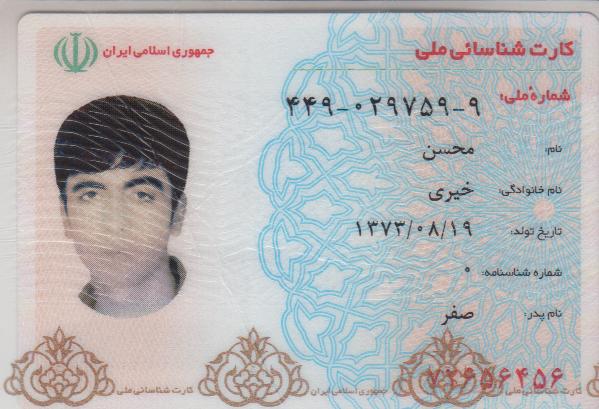 کارت شناسائی ملی
جمهوری اسلامی ایران
شماره ملی: ۴۴۹-۰۲۹۷۵۹-۹
نام: محسن
نام خانوادگی: خیری
تاریخ تولد: ۱۳۷۳/۰۸/۱۹
شماره شناسنامه: ۰
نام پدر: صفر
کارت شناسائی ملی جمهوری اسلامی ایران